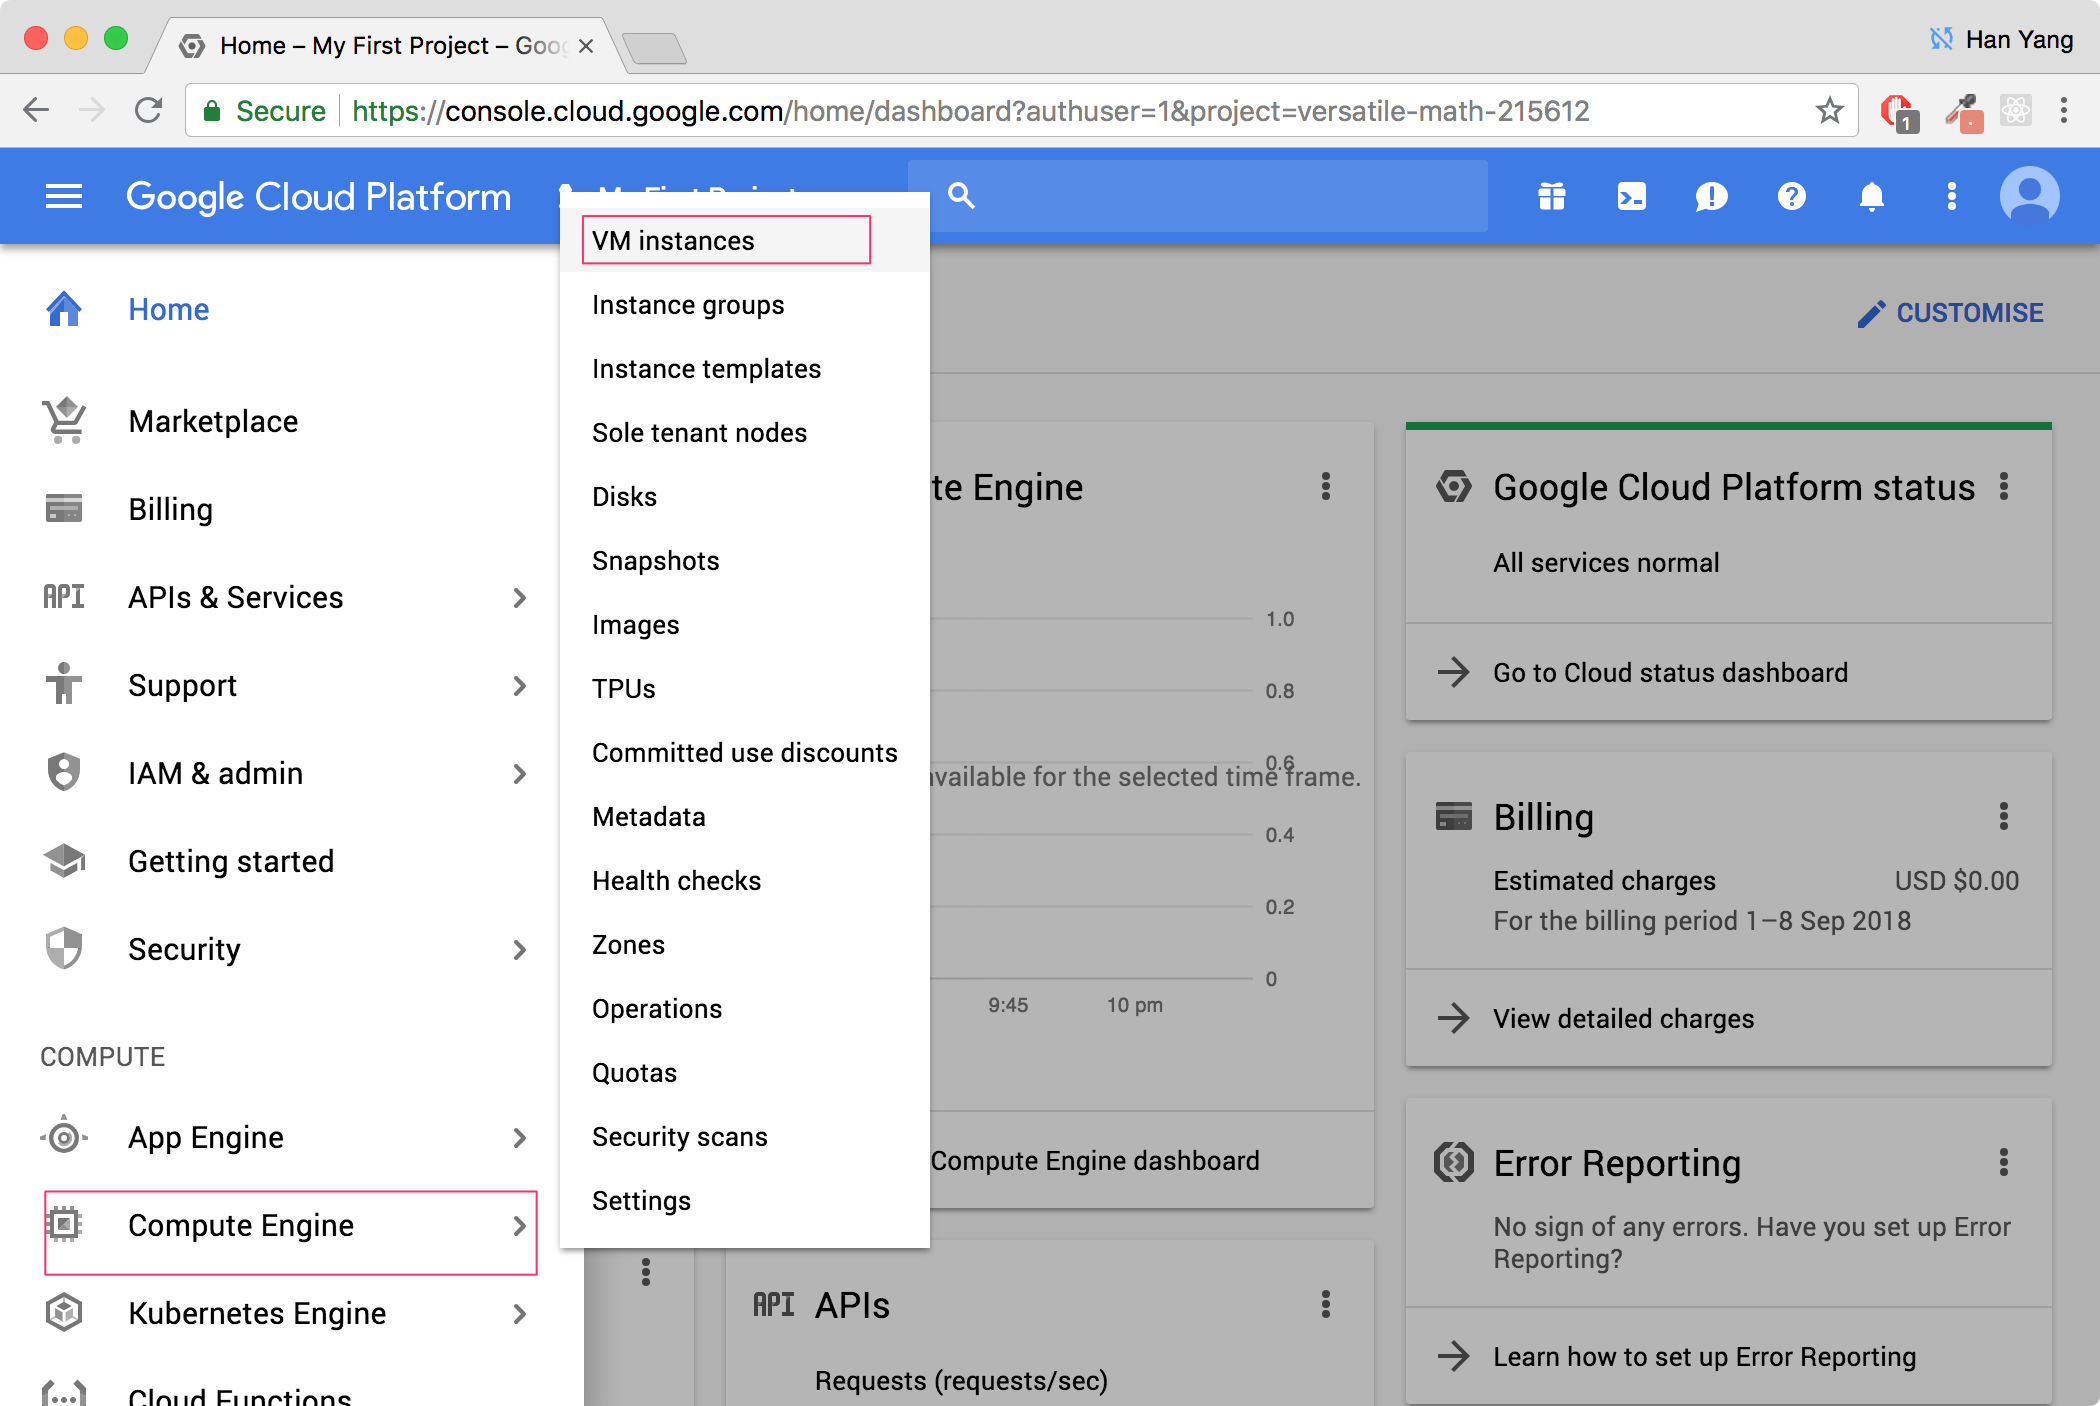 Home – My First Project – Goog
Han Yang
Secure
https://console.cloud.google.com/home/dashboard?authuser=1&project=versatile-math-215612
1
Google Cloud Platform
My First Project
Home
Marketplace
Billing
API
APIs & Services
Support
IAM & admin
Getting started
Security
COMPUTE
App Engine
Compute Engine
Kubernetes Engine
Cloud Functions
VM instances
Instance groups
Instance templates
Sole tenant nodes
Disks
Snapshots
Images
TPUs
Committed use discounts
Metadata
Health checks
Zones
Operations
Quotas
Security scans
Settings
CUSTOMISE
te Engine
1.0
0.8
0.6
available for the selected time frame.
0.4
0.2
0
9:45
10 pm
Compute Engine dashboard
API
APIs
Requests (requests/sec)
Google Cloud Platform status
All services normal
Go to Cloud status dashboard
Billing
Estimated charges
USD $0.00
For the billing period 1–8 Sep 2018
View detailed charges
Error Reporting
No sign of any errors. Have you set up Error
Reporting?
Learn how to set up Error Reporting